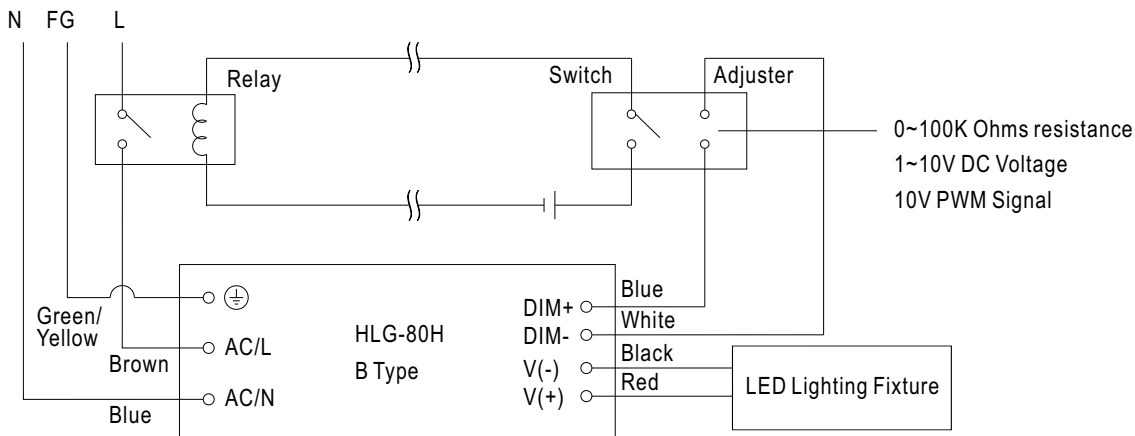 N FG L
Relay
Switch
Adjuster
0~100K Ohms resistance
1~10V DC Voltage
10V PWM Signal
Green/
Yellow
Brown
Blue
AC/L
AC/N
HLG-80H
B Type
DIM+
DIM-
V(-)
V(+)
Blue
White
Black
Red
LED Lighting Fixture